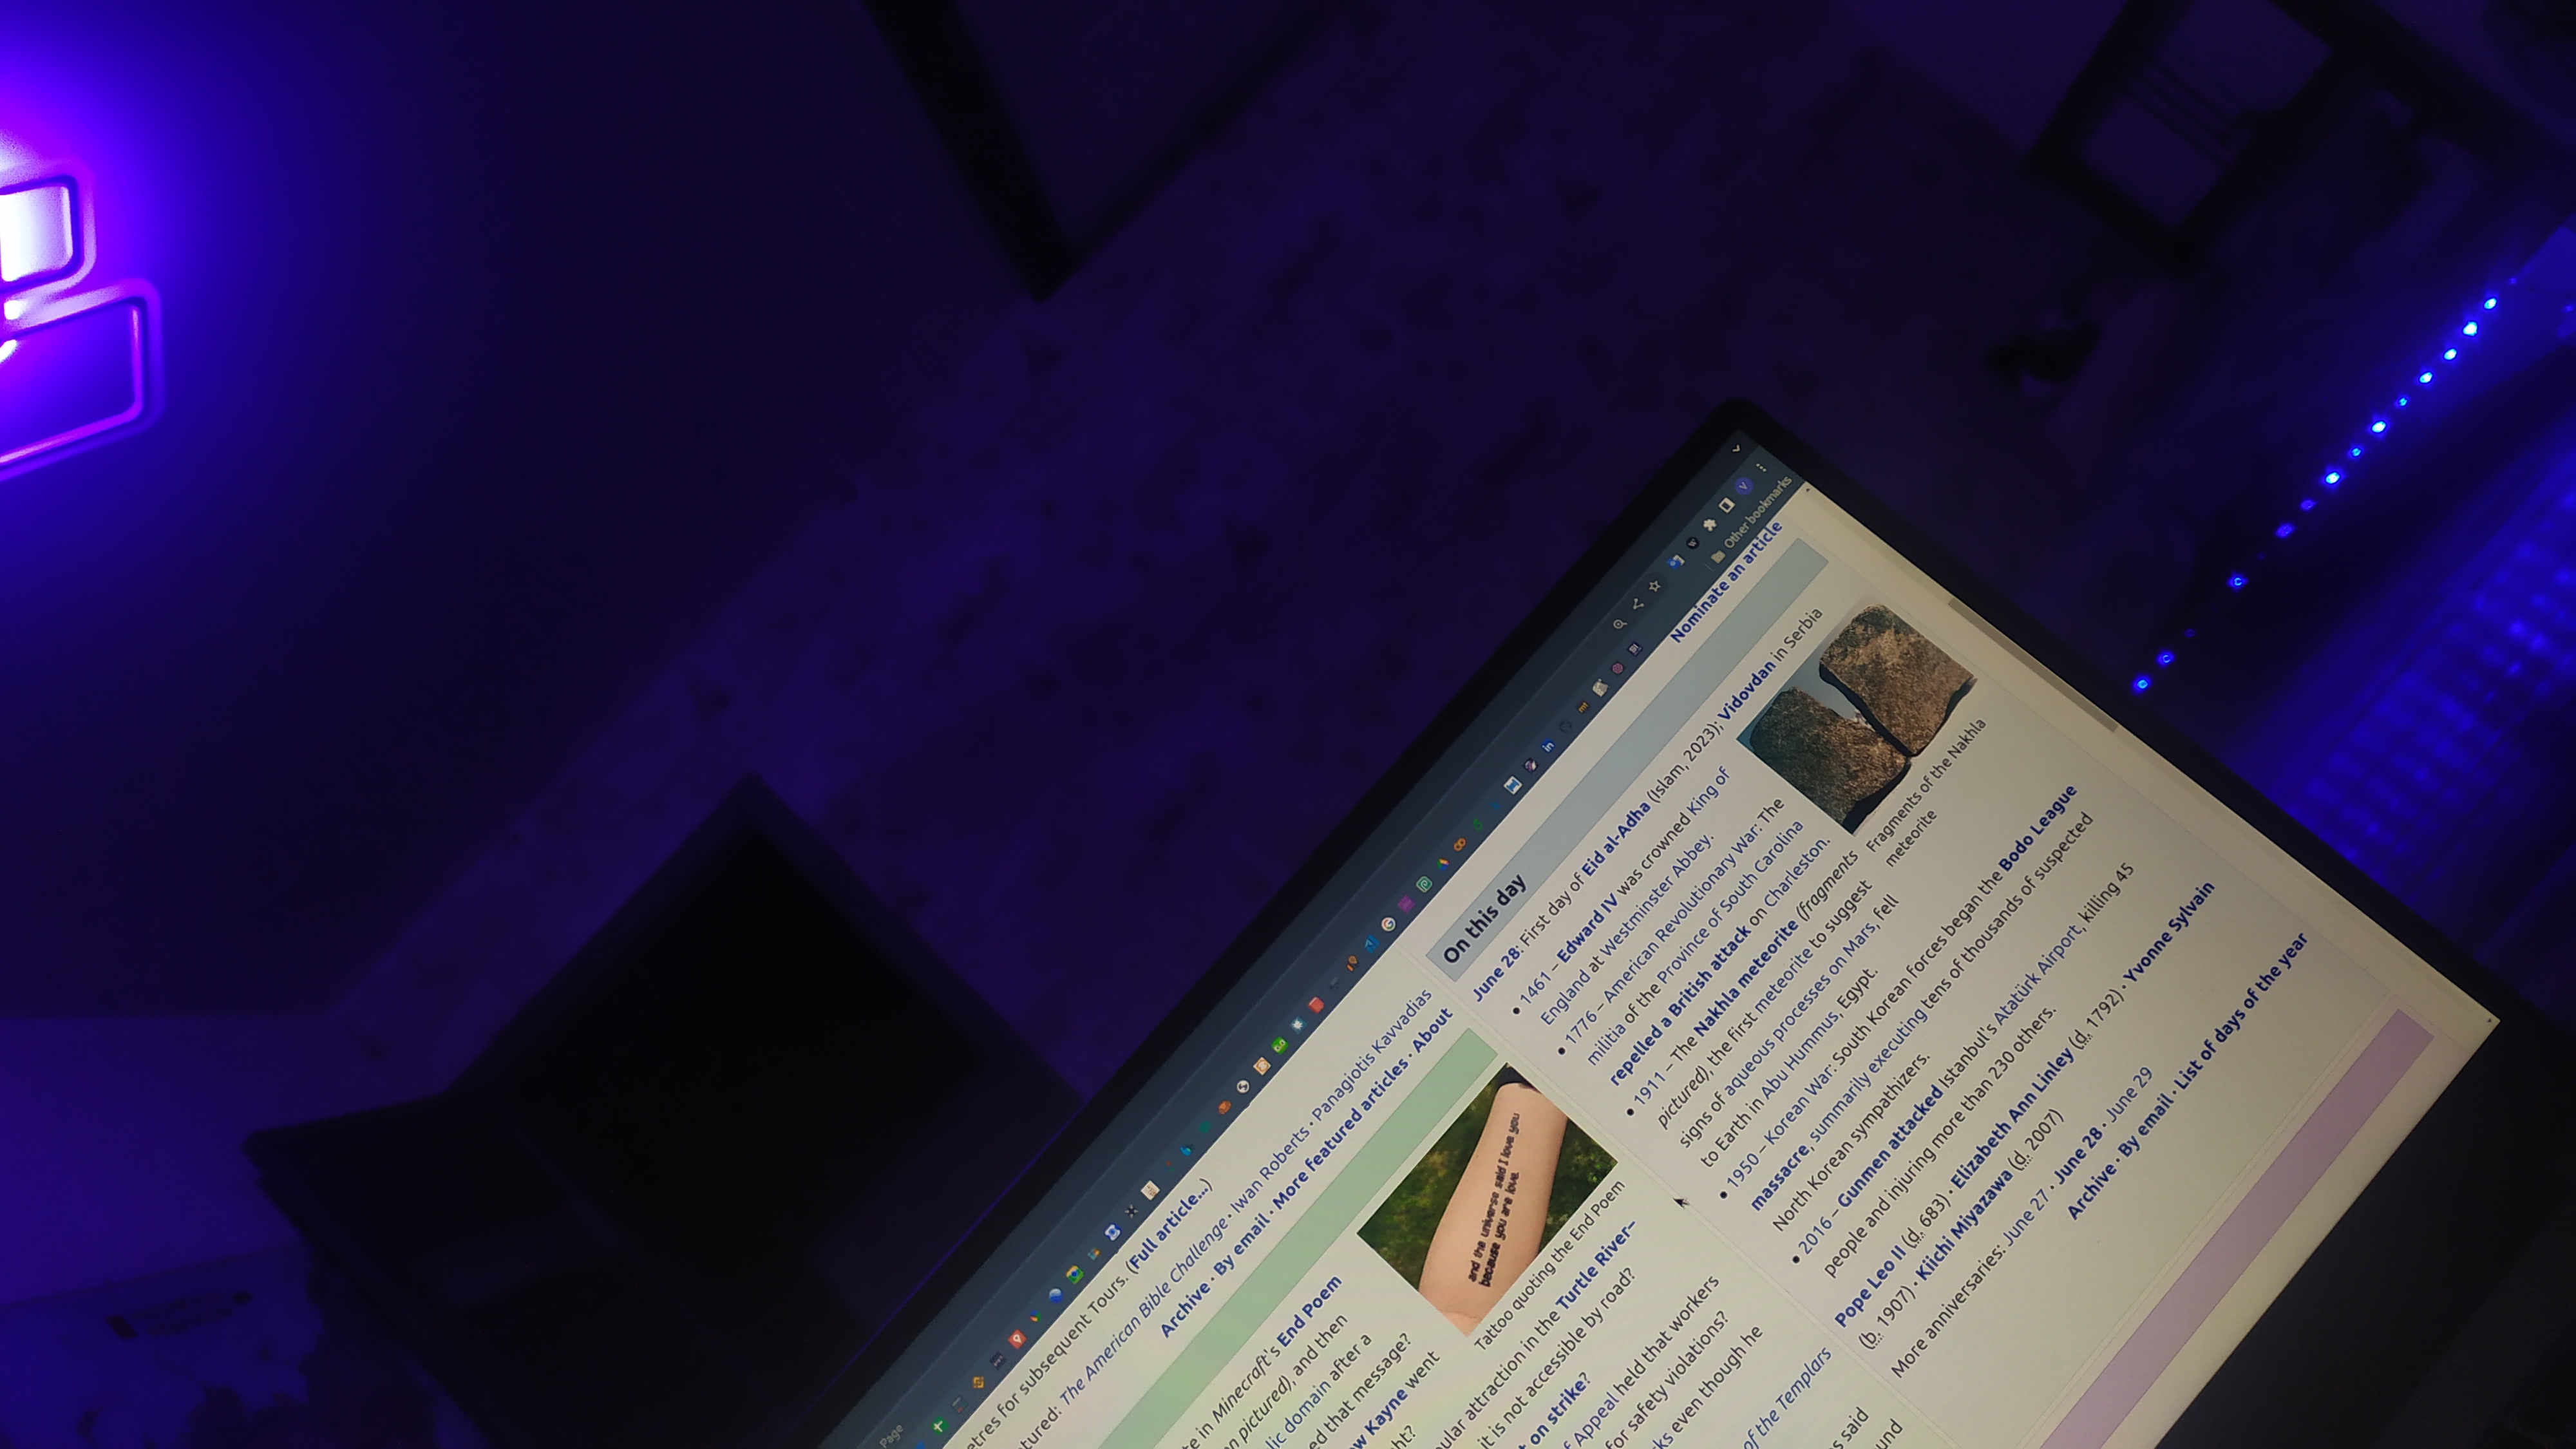 Other bookmarks
Page
etres for subsequent Tours. (Full article...)
tured: The American Bible Challenge · Iwan Roberts · Panagiotis Kavvadias
Archive · By email · More featured articles · About
Nominate an article
te in Minecraft's End Poem
n pictured), and then
lic domain after a
ed that message?
w Kayne went
ht?
and the universe said I love you
because you are love.
Tattoo quoting the End Poem
ular attraction in the Turtle River–
it is not accessible by road?
t on strike?
f Appeal held that workers
for safety violations?
ks even though he
of the Templars
s said
und
On this day
June 28: First day of Eid al-Adha (Islam, 2023); Vidovdan in Serbia
• 1461 – Edward IV was crowned King of
England at Westminster Abbey.
• 1776 – American Revolutionary War: The
militia of the Province of South Carolina
repelled a British attack on Charleston.
• 1911 – The Nakhla meteorite (fragments
pictured), the first meteorite to suggest
signs of aqueous processes on Mars, fell
to Earth in Abu Hummus, Egypt.
Fragments of the Nakhla
meteorite
• 1950 – Korean War: South Korean forces began the Bodo League
massacre, summarily executing tens of thousands of suspected
North Korean sympathizers.
• 2016 – Gunmen attacked Istanbul's Atatürk Airport, killing 45
people and injuring more than 230 others.
Pope Leo II (d. 683) · Elizabeth Ann Linley (d. 1792) · Yvonne Sylvain
(b. 1907) · Kiichi Miyazawa (d. 2007)
More anniversaries: June 27 · June 28 · June 29
Archive · By email · List of days of the year